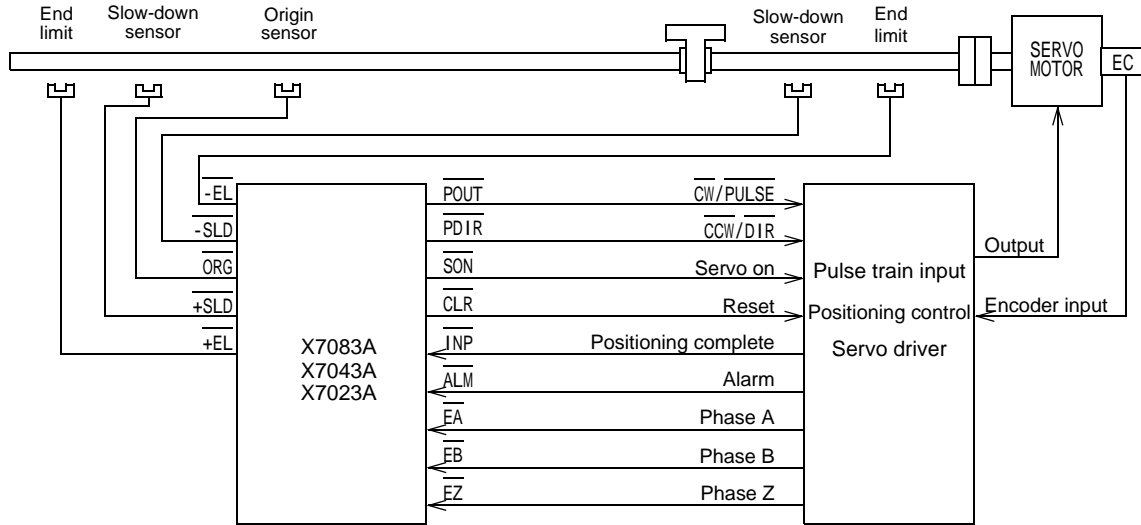 End
limit
Slow-down
sensor
Origin
sensor
Slow-down
sensor
End
limit
SERVO
MOTOR
EC
-EL
-SLD
ORG
+SLD
+EL
X7083A
X7043A
X7023A
POUT
PDIR
SON
CLR
INP
ALM
EA
EB
EZ
CW/PULSE
CCW/DIR
Servo on
Reset
Positioning complete
Alarm
Phase A
Phase B
Phase Z
Pulse train input
Positioning control
Servo driver
Output
Encoder input